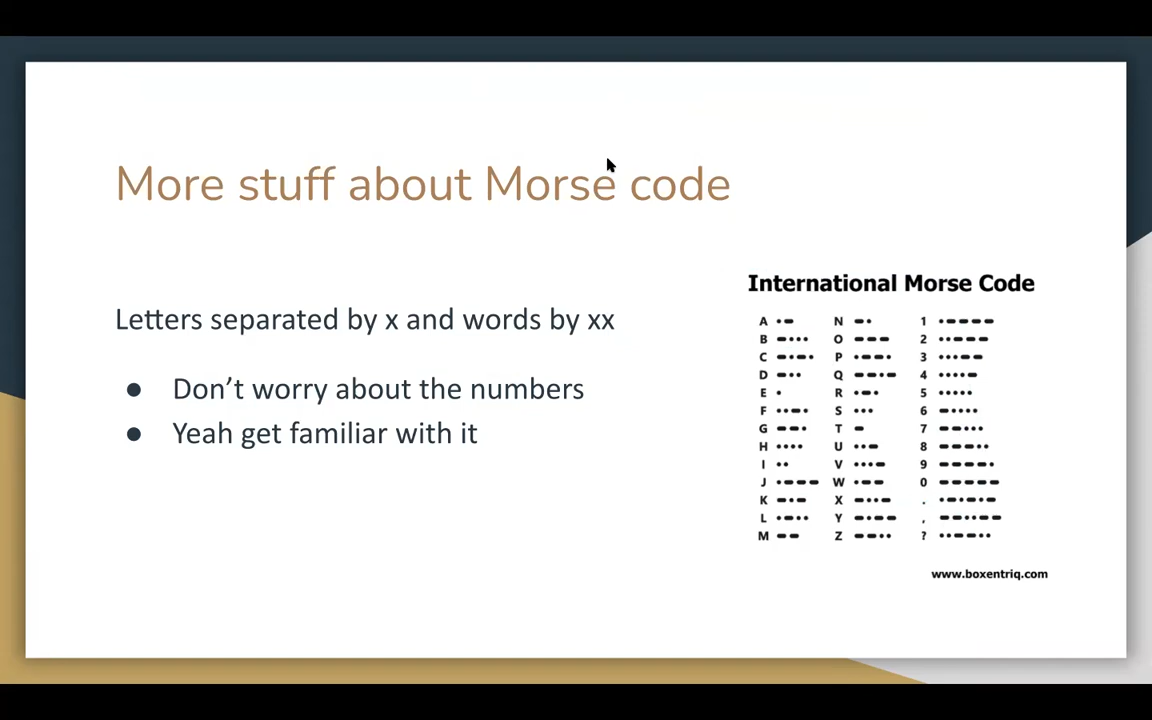 More stuff about Morse code
Letters separated by x and words by xx
● Don't worry about the numbers
● Yeah get familiar with it
International Morse Code
A •– N –• 1 •––––
B –••• O ––– 2 ••–––
C –•–• P •––• 3 •••––
D –•• Q ––•– 4 ••••–
E • R •–• 5 •••••
F ••–• S ••• 6 –••••
G ––• T – 7 ––•••
H •••• U ••– 8 –––••
I •• V •••– 9 ––––•
J •––– W •–– 0 –––––
K –•– X –••– . •–•–•–
L •–•• Y –•–– , ––••––
M –– Z ––•• ? ••––••
www.boxentriq.com